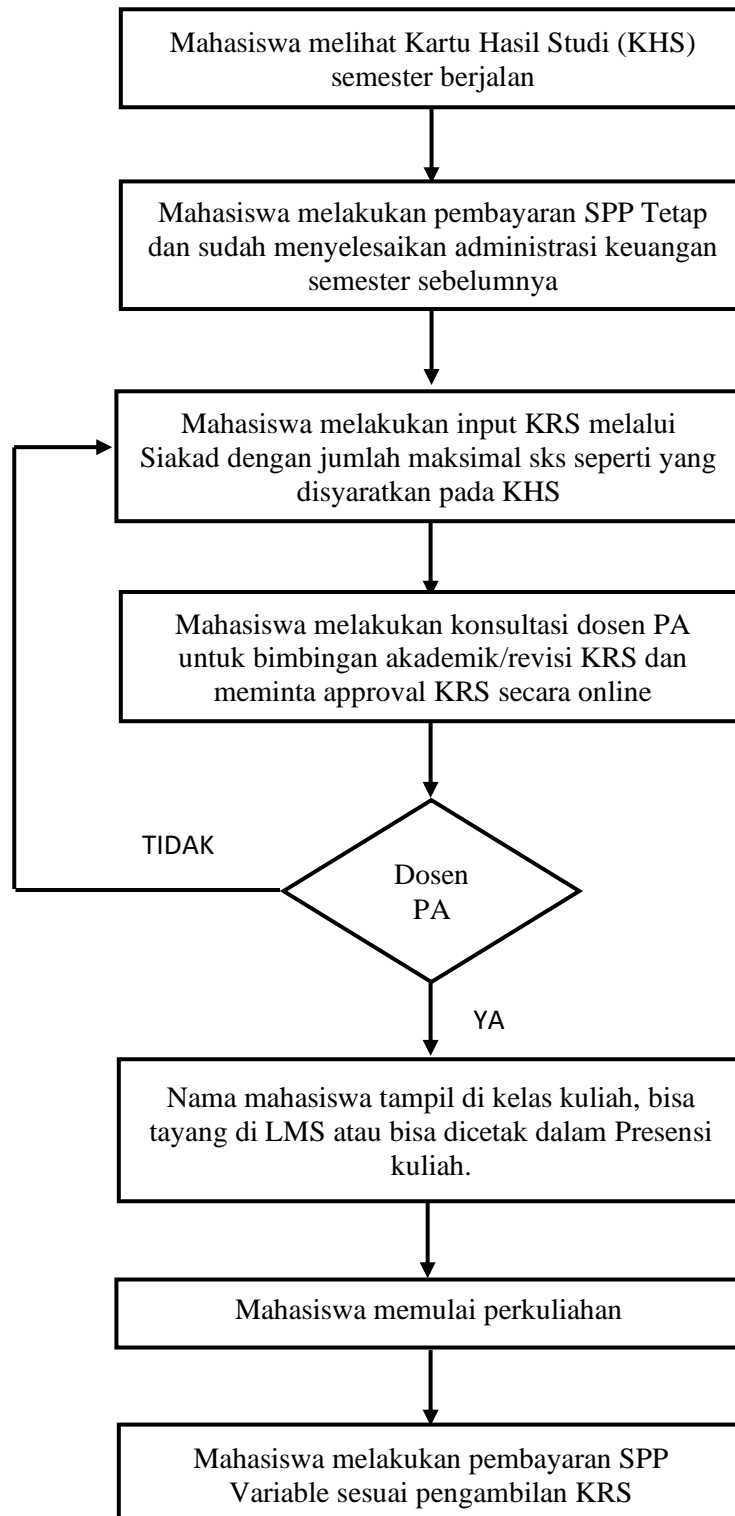 Mahasiswa melihat Kartu Hasil Studi (KHS)
semester berjalan
Mahasiswa melakukan pembayaran SPP Tetap
dan sudah menyelesaikan administrasi keuangan
semester sebelumnya
Mahasiswa melakukan input KRS melalui
Siakad dengan jumlah maksimal sks seperti yang
disyaratkan pada KHS
Mahasiswa melakukan konsultasi dosen PA
untuk bimbingan akademik/revisi KRS dan
meminta approval KRS secara online
TIDAK
Dosen
PA
YA
Nama mahasiswa tampil di kelas kuliah, bisa
tayang di LMS atau bisa dicetak dalam Presensi
kuliah.
Mahasiswa memulai perkuliahan
Mahasiswa melakukan pembayaran SPP
Variable sesuai pengambilan KRS